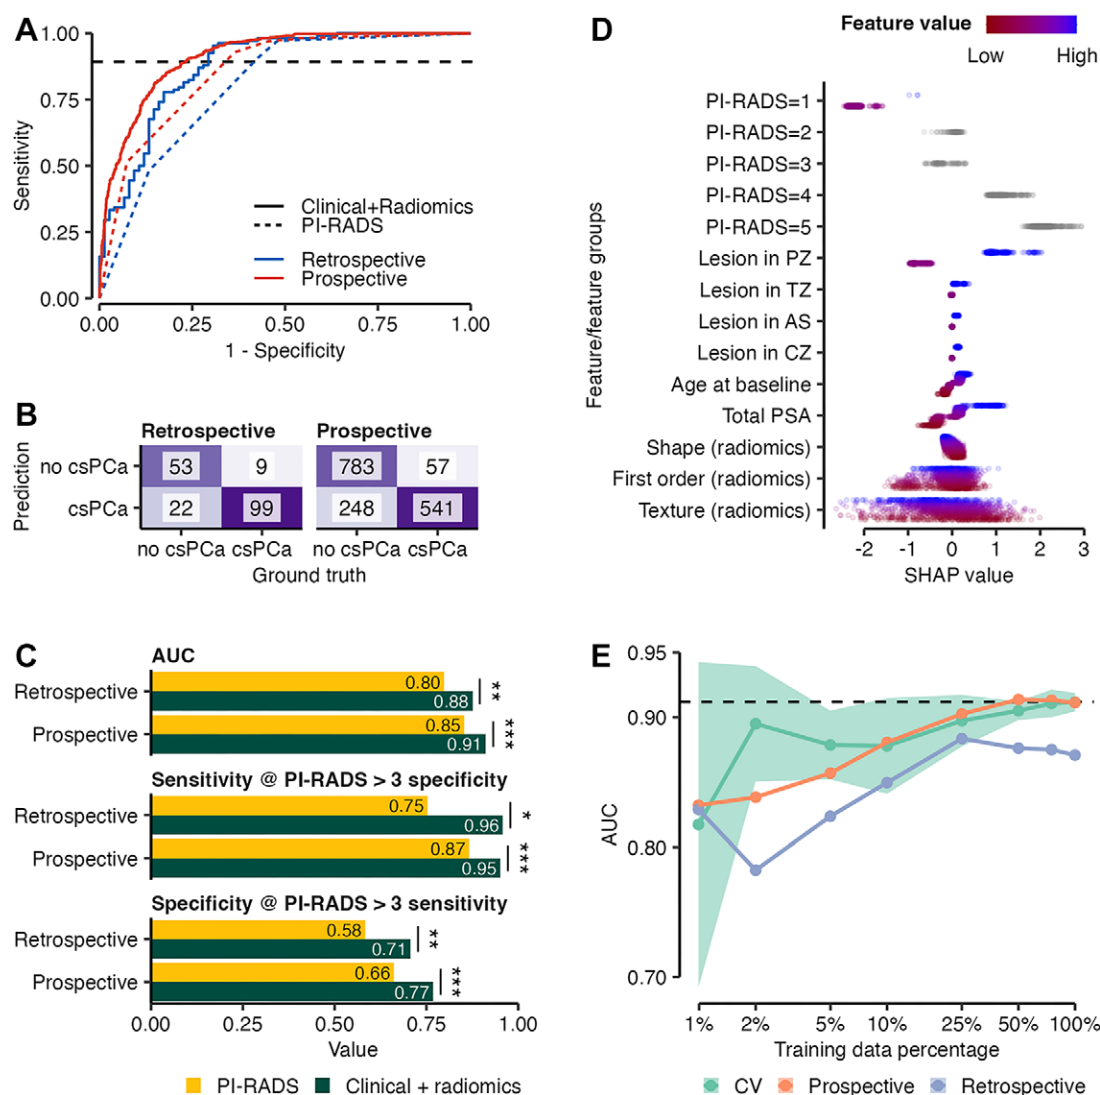 A
1.00
0.75
0.50
0.25
0.00
Sensitivity
Clinical+Radiomics
PI-RADS
Retrospective
Prospective
0.00 0.25 0.50 0.75 1.00
1 - Specificity
B
Retrospective Prospective
Prediction
no csPCa 53 9 783 57
csPCa 22 99 248 541
no csPCa csPCa no csPCa csPCa
Ground truth
C
AUC
Retrospective 0.80 0.88 **
Prospective 0.85 0.91 ***
Sensitivity @ PI-RADS > 3 specificity
Retrospective 0.75 0.96 *
Prospective 0.87 0.95 ***
Specificity @ PI-RADS > 3 sensitivity
Retrospective 0.58 0.71 **
Prospective 0.66 0.77 ***
0.00 0.25 0.50 0.75 1.00
Value
PI-RADS Clinical + radiomics
D
Feature value
Low High
Feature/feature groups
PI-RADS=1
PI-RADS=2
PI-RADS=3
PI-RADS=4
PI-RADS=5
Lesion in PZ
Lesion in TZ
Lesion in AS
Lesion in CZ
Age at baseline
Total PSA
Shape (radiomics)
First order (radiomics)
Texture (radiomics)
-2 -1 0 1 2 3
SHAP value
E
0.95
0.90
0.80
0.70
AUC
1% 2% 5% 10% 25% 50% 100%
Training data percentage
CV Prospective Retrospective